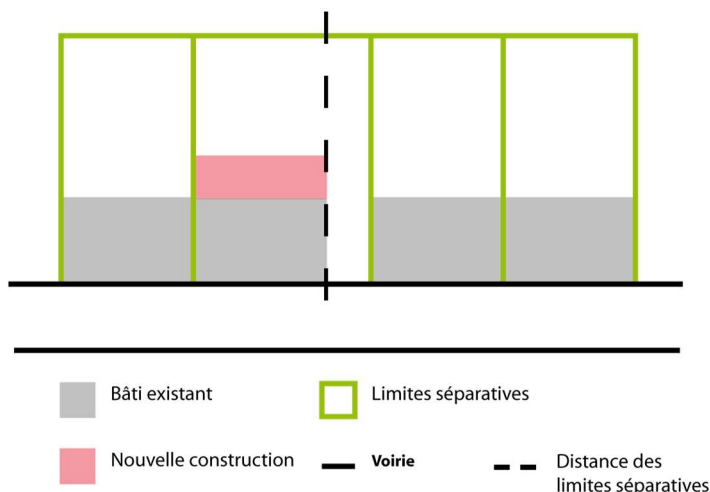 Bâti existant
Limites séparatives
Nouvelle construction
Voirie
Distance des
limites séparatives